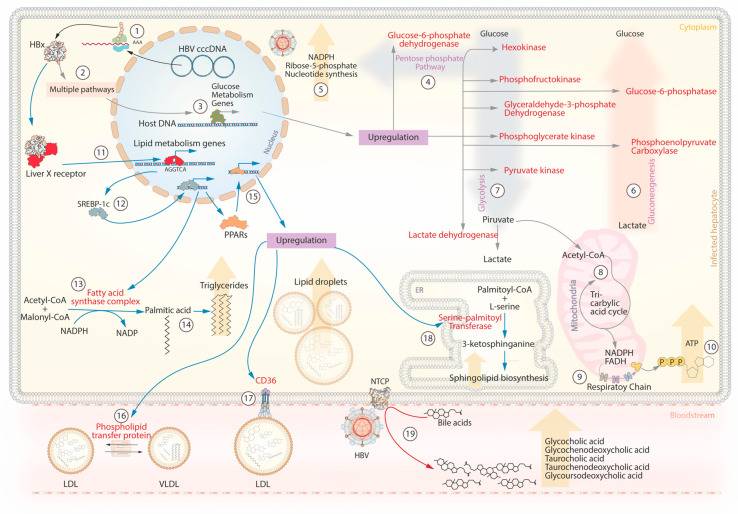 Cytoplasm
HBx
1
AAA
HBV cccDNA
2
Multiple pathways
3
Glucose
Metabolism
Genes
Host DNA
Nucleus
NADPH
Ribose-5-phosphate
Nucleotide synthesis
5
Glucose-6-phosphate
dehydrogenase
Pentose phosphate
Pathway
4
Upregulation
Glucose
Hexokinase
Phosphofructokinase
Glyceraldehyde-3-phosphate
Dehydrogenase
Phosphoglycerate kinase
Pyruvate kinase
Glycolysis
7
Lactate dehydrogenase
Piruvate
Lactate
Glucose
Glucose-6-phosphatase
Phosphoenolpyruvate
Carboxylase
Gluconeogenesis
6
Lactate
Infected hepatocyte
Liver X receptor
11
Lipid metabolism genes
AGGTCA
SREBP-1c
12
15
PPARs
Upregulation
13
Fatty acid
synthase complex
Acetyl-CoA
+
Malonyl-CoA
NADPH
NADP
Palmitic acid
14
Triglycerides
Lipid droplets
ER
Palmitoyl-CoA
+
L-serine
Serine-palmitoyl
Transferase
18
3-ketosphinganine
Sphingolipid biosynthesis
Acetyl-CoA
8
Mitochondria
Tri-
carbylic
acid cycle
NADPH
FADH
9
Respiratoy Chain
P P P
ATP
10
Bloodstream
16
Phospholipid
transfer protein
LDL
VLDL
CD36
17
LDL
NTCP
HBV
19
Bile acids
Glycocholic acid
Glycochenodeoxycholic acid
Taurocholic acid
Taurochenodeoxycholic acid
Glycoursodeoxycholic acid